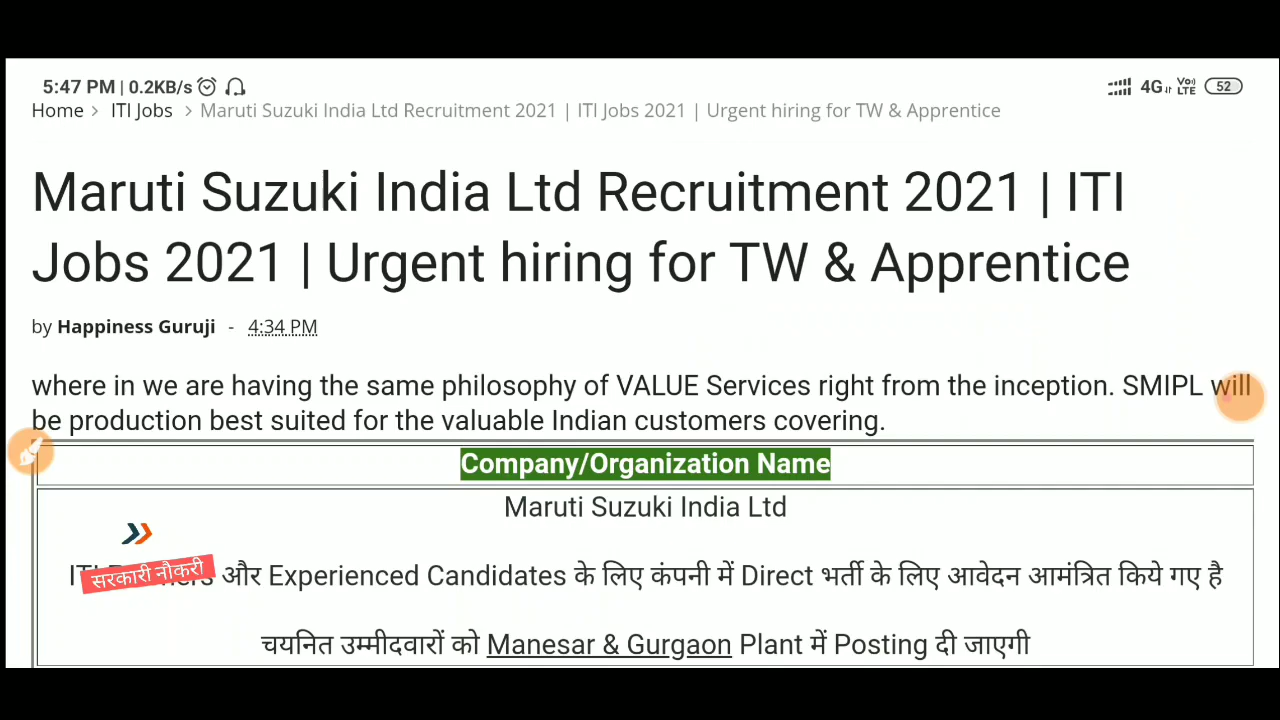 5:47 PM | 0.2KB/s
4G VoLTE 52
Home > ITI Jobs > Maruti Suzuki India Ltd Recruitment 2021 | ITI Jobs 2021 | Urgent hiring for TW & Apprentice
Maruti Suzuki India Ltd Recruitment 2021 | ITI
Jobs 2021 | Urgent hiring for TW & Apprentice
by Happiness Guruji - 4:34 PM
where in we are having the same philosophy of VALUE Services right from the inception. SMIPL will
be production best suited for the valuable Indian customers covering.
Company/Organization Name
Maruti Suzuki India Ltd
सरकारी नौकरी
ITI और Experienced Candidates के लिए कंपनी में Direct भर्ती के लिए आवेदन आमंत्रित किये गए है
चयनित उम्मीदवारों को Manesar & Gurgaon Plant में Posting दी जाएगी